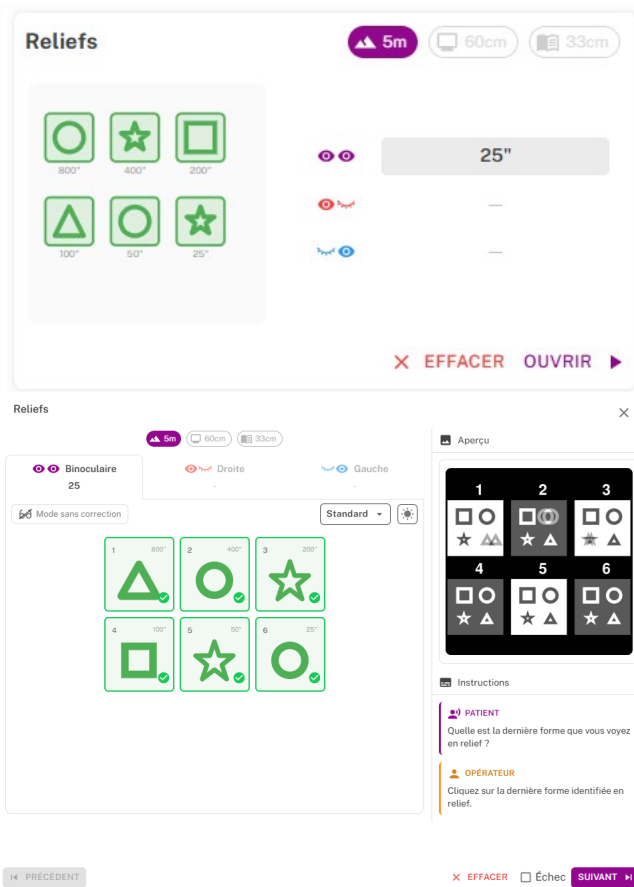 Reliefs
5m
60cm
33cm
800"
400"
200"
25"
—
100"
50"
25"
—
EFFACER
OUVRIR
Reliefs
5m
60cm
33cm
Aperçu
Binoculaire
25
Droite
-
Gauche
-
Mode sans correction
Standard
1 800"
2 400"
3 200"
4 100"
5 50"
6 25"
1 2 3
4 5 6
Instructions
PATIENT
Quelle est la dernière forme que vous voyez
en relief ?
OPÉRATEUR
Cliquez sur la dernière forme identifiée en
relief.
PRÉCÉDENT
EFFACER
Échec
SUIVANT